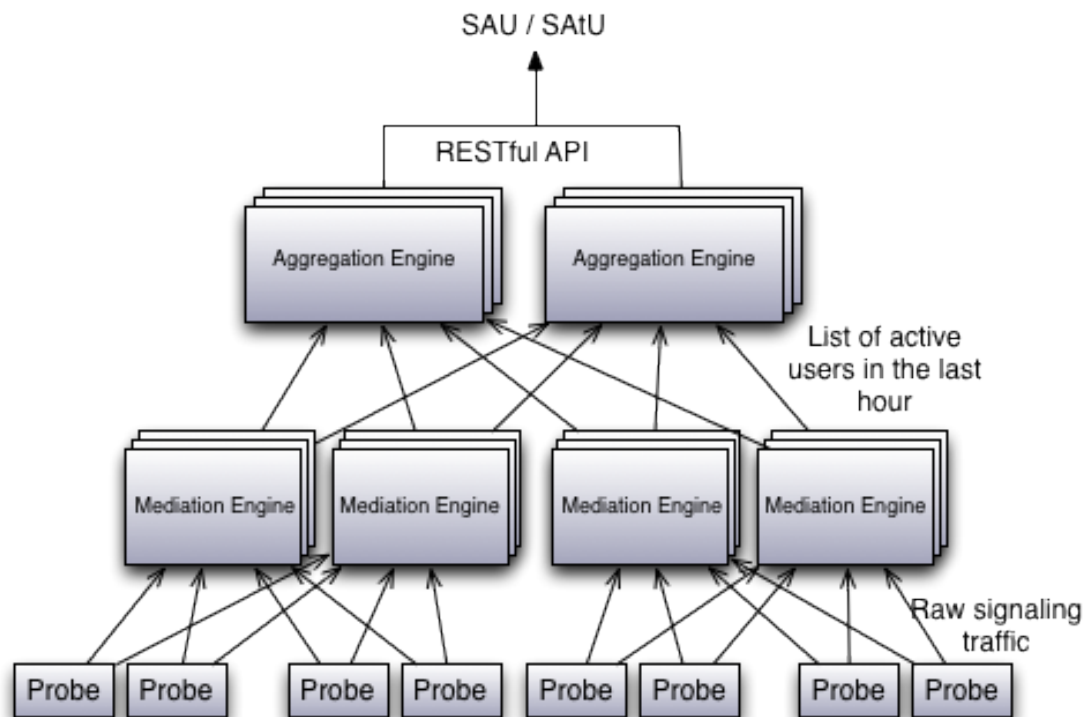 SAU / SAtU
RESTful API
Aggregation Engine
Aggregation Engine
List of active
users in the last
hour
Mediation Engine
Mediation Engine
Mediation Engine
Mediation Engine
Raw signaling
traffic
Probe
Probe
Probe
Probe
Probe
Probe
Probe
Probe